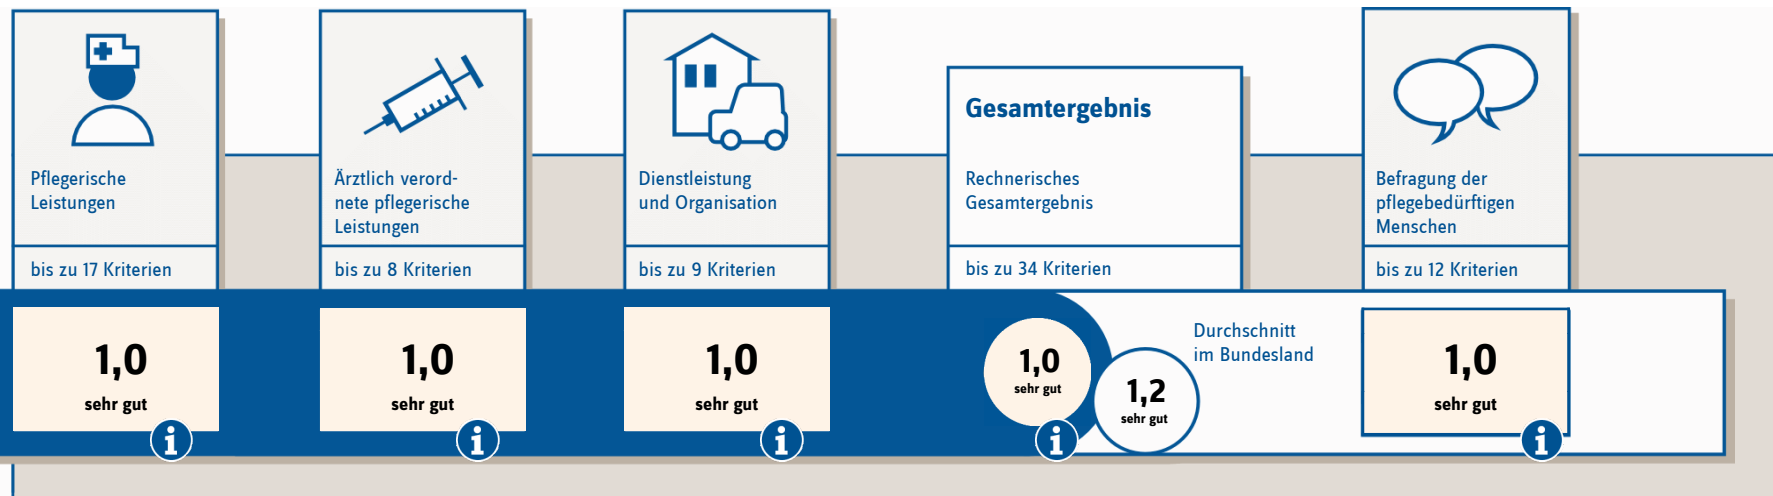 Pflegerische
Leistungen
bis zu 17 Kriterien
1,0
sehr gut
i
Ärztlich verord-
nete pflegerische
Leistungen
bis zu 8 Kriterien
1,0
sehr gut
i
Dienstleistung
und Organisation
bis zu 9 Kriterien
1,0
sehr gut
i
Gesamtergebnis
Rechnerisches
Gesamtergebnis
bis zu 34 Kriterien
1,0
sehr gut
i
Durchschnitt
im Bundesland
1,2
sehr gut
Befragung der
pflegebedürftigen
Menschen
bis zu 12 Kriterien
1,0
sehr gut
i